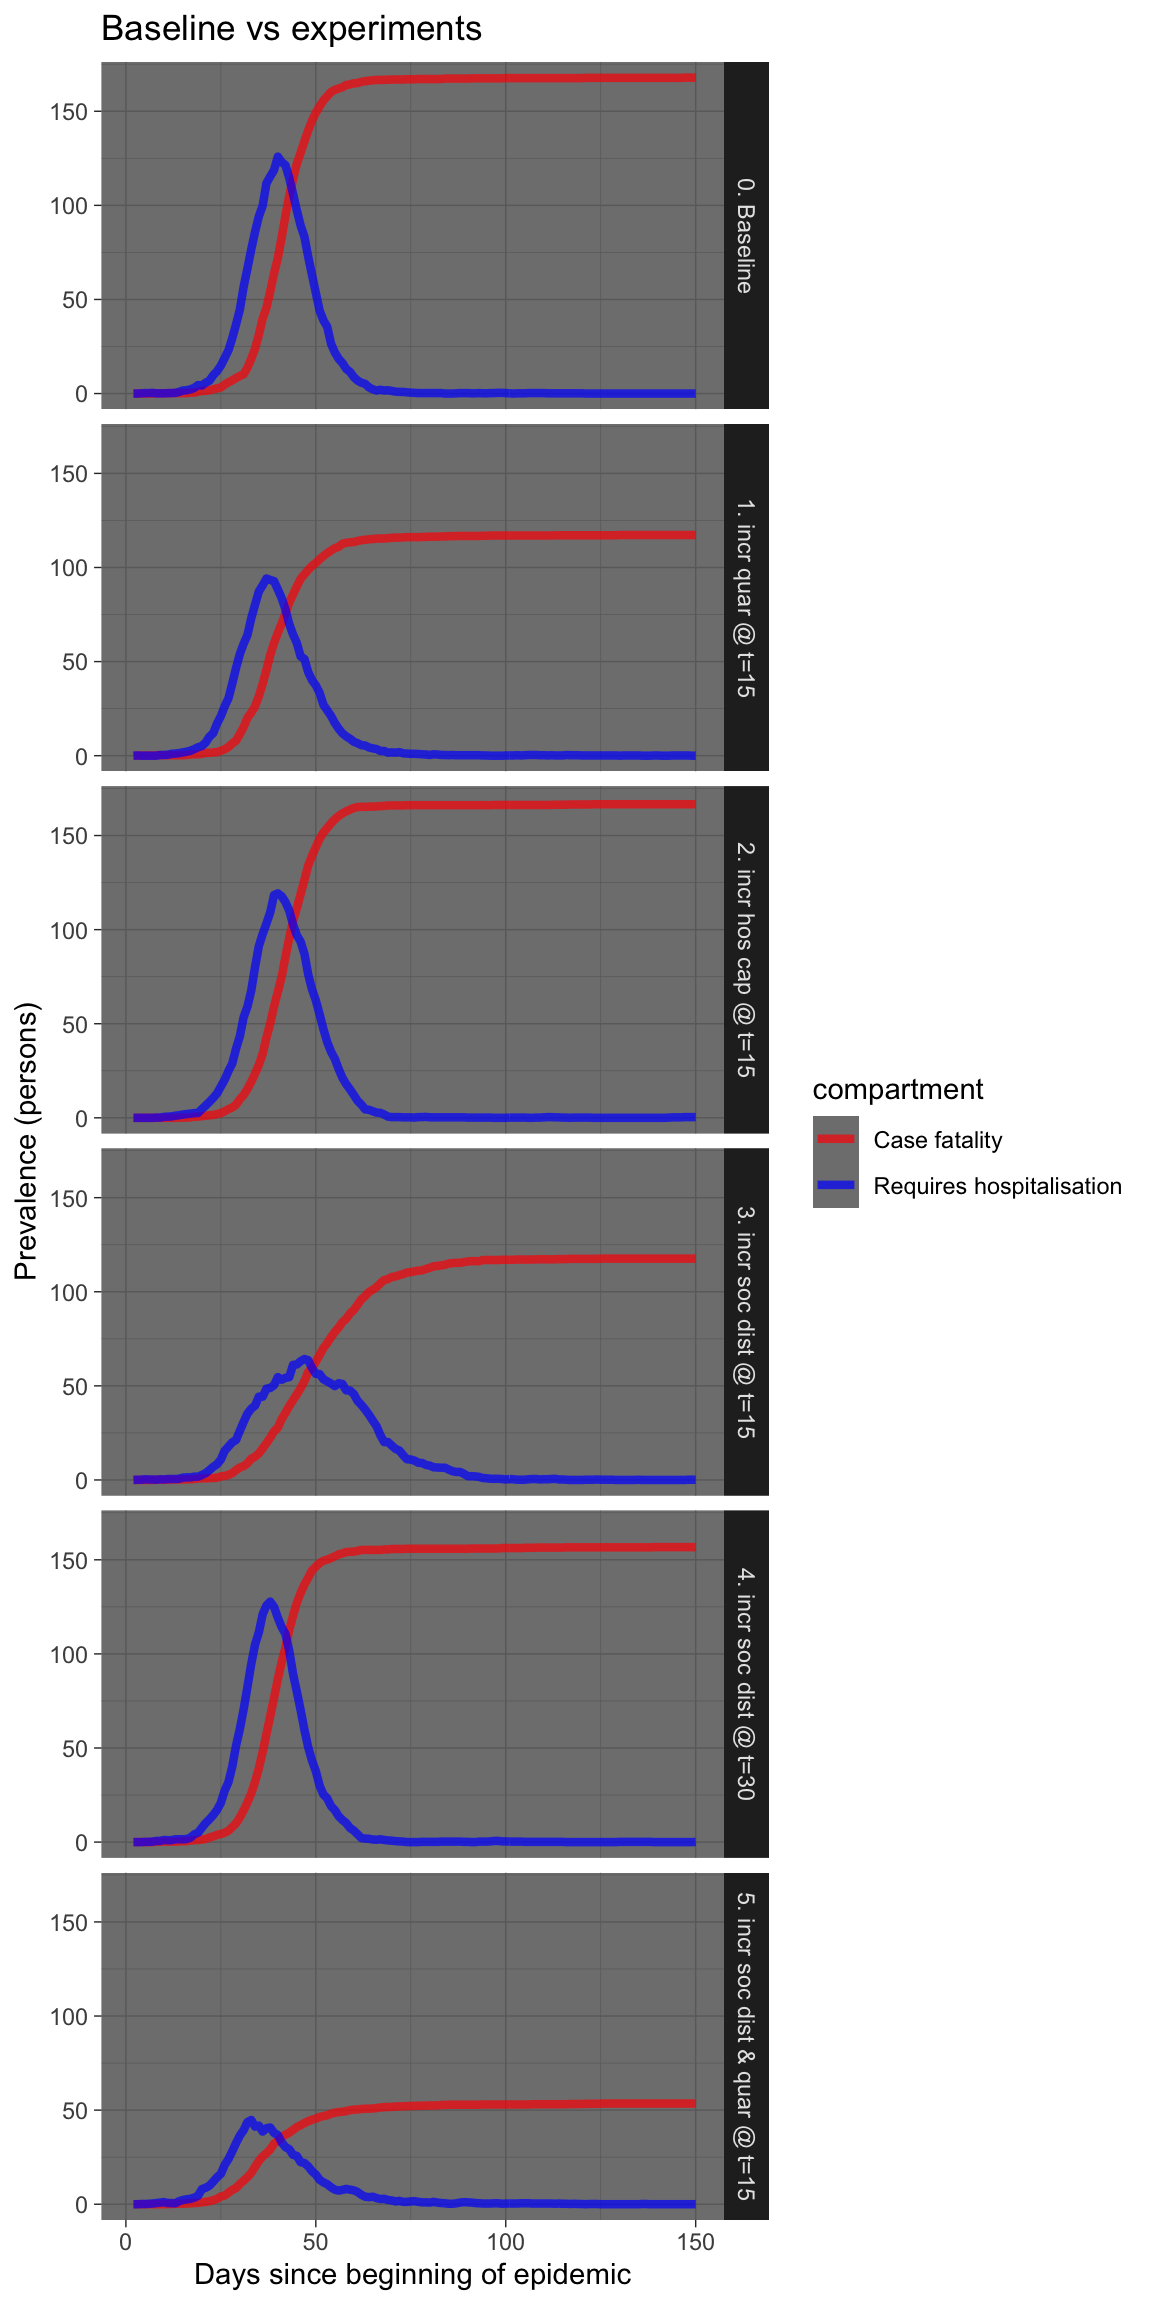 Baseline vs experiments
Prevalence (persons)
150
100
50
0
0. Baseline
150
100
50
0
1. incr quar @ t=15
150
100
50
0
2. incr hos cap @ t=15
150
100
50
0
3. incr soc dist @ t=15
150
100
50
0
4. incr soc dist @ t=30
150
100
50
0
5. incr soc dist & quar @ t=15
0 50 100 150
Days since beginning of epidemic
compartment
Case fatality
Requires hospitalisation